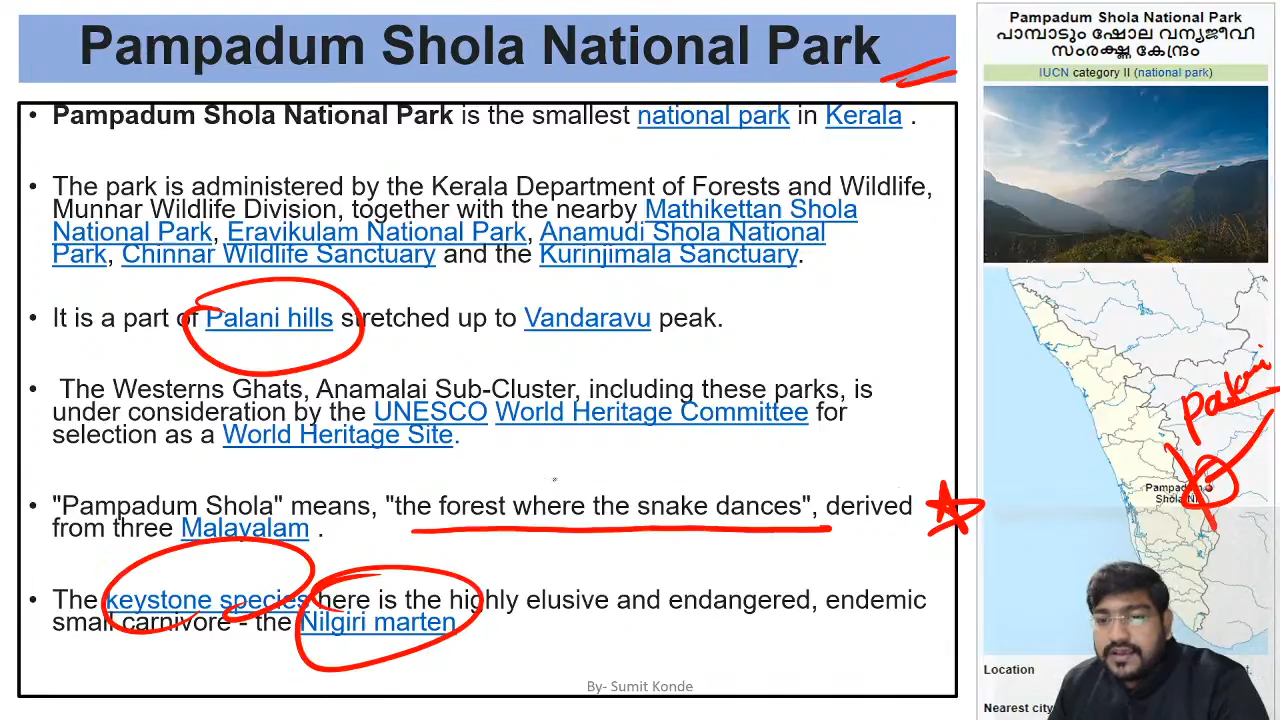 Pampadum Shola National Park
• Pampadum Shola National Park is the smallest national park in Kerala .
• The park is administered by the Kerala Department of Forests and Wildlife,
Munnar Wildlife Division, together with the nearby Mathikettan Shola
National Park, Eravikulam National Park, Anamudi Shola National
Park, Chinnar Wildlife Sanctuary and the Kurinjimala Sanctuary.
• It is a part of Palani hills stretched up to Vandaravu peak.
• The Westerns Ghats, Anamalai Sub-Cluster, including these parks, is
under consideration by the UNESCO World Heritage Committee for
selection as a World Heritage Site.
• "Pampadum Shola" means, "the forest where the snake dances", derived
from three Malayalam .
• The keystone species here is the highly elusive and endangered, endemic
small carnivore - the Nilgiri marten
By- Sumit Konde
Pampadum Shola National Park
പാമ്പാടും ഷോല വന്യജീവി
സംരക്ഷണ കേന്ദ്രം
IUCN category II (national park)
Palani
Pampadum
Shola
Location
Nearest city